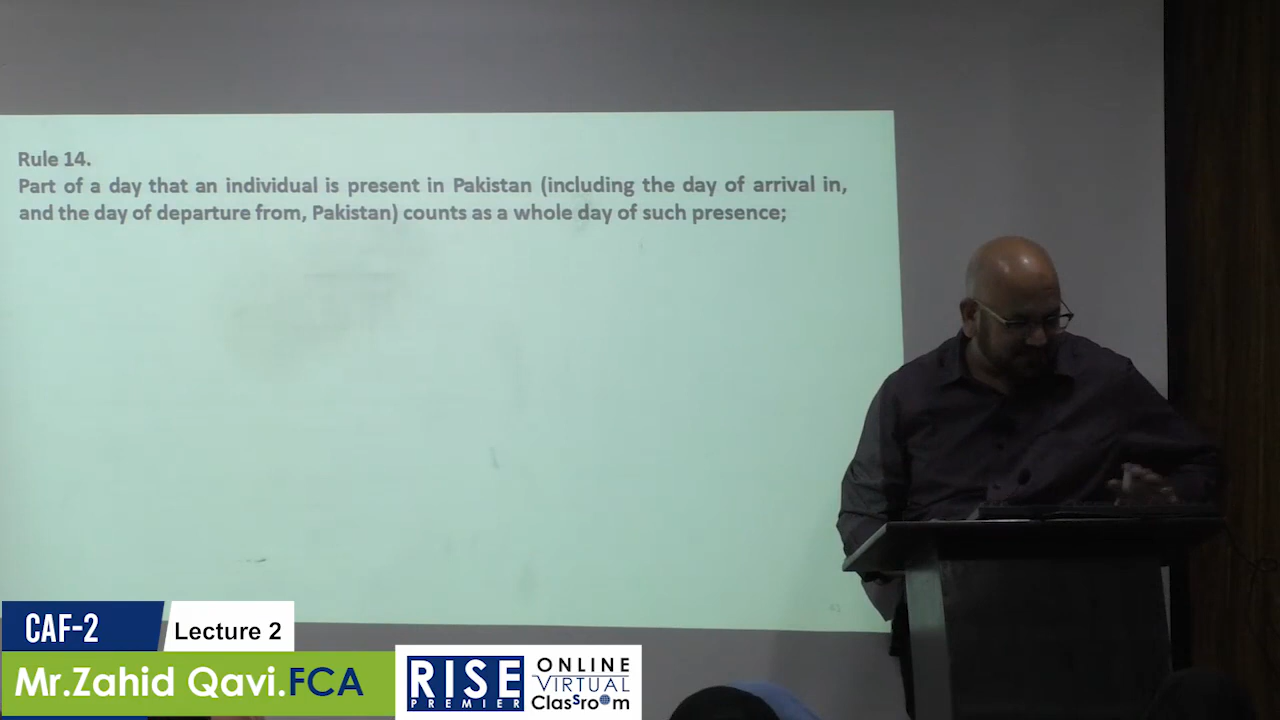 Rule 14.
Part of a day that an individual is present in Pakistan (including the day of arrival in,
and the day of departure from, Pakistan) counts as a whole day of such presence;
CAF-2
Lecture 2
Mr.Zahid Qavi.FCA
RISE
PREMIER
ONLINE
VIRTUAL
Classroom